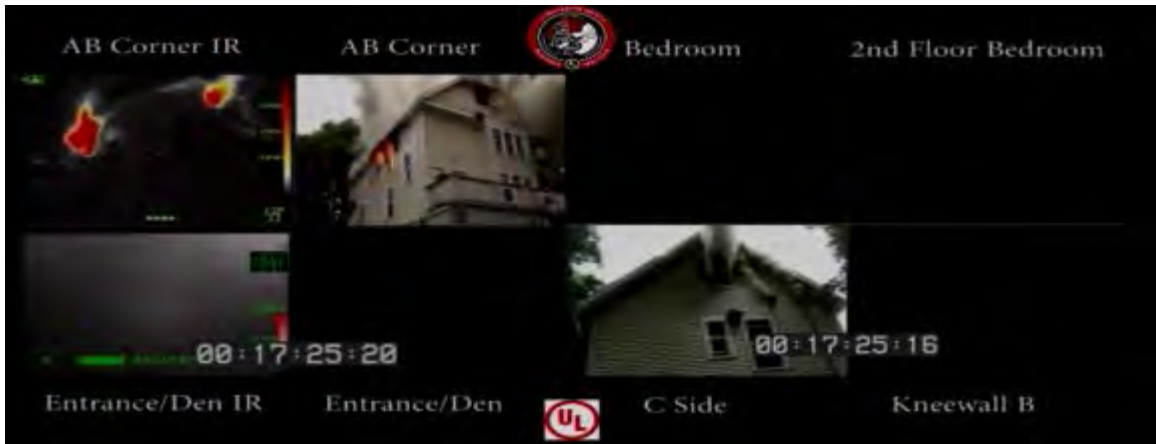 AB Corner IR
AB Corner
Bedroom
2nd Floor Bedroom
00:17:25:20
00:17:25:16
Entrance/Den IR
Entrance/Den
UL
C Side
Kneewall B